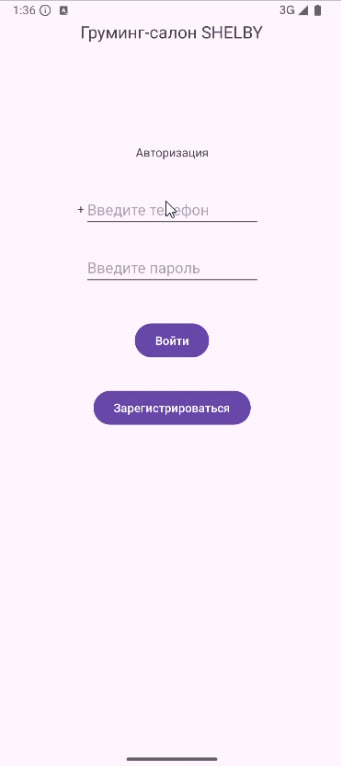 1:36
3G
Груминг-салон SHELBY
Авторизация
+ Введите телефон
Введите пароль
Войти
Зарегистрироваться